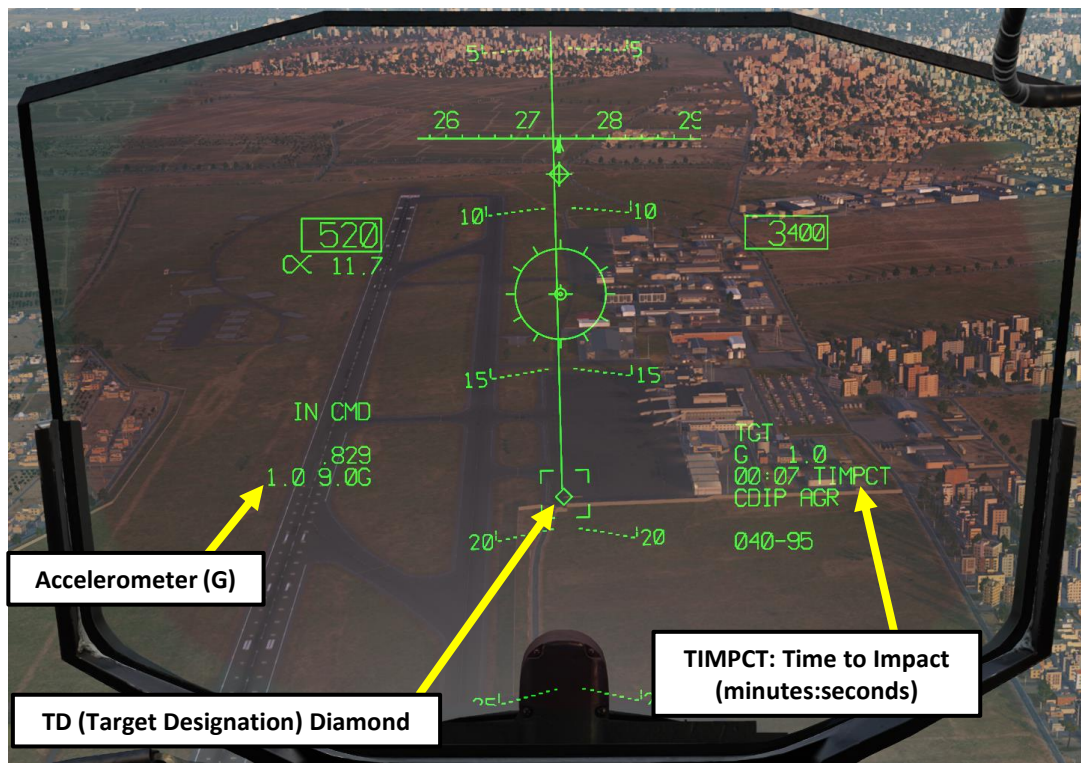 5 5
26 27 28 29
10 10
520 3400
α 11.7
15 15
IN CMD
.829
1.0 9.0G
TGT
G 1.0
00:07 TIMPCT
CDIP AGR
040-95
20 20
Accelerometer (G)
TD (Target Designation) Diamond
TIMPCT: Time to Impact
(minutes:seconds)